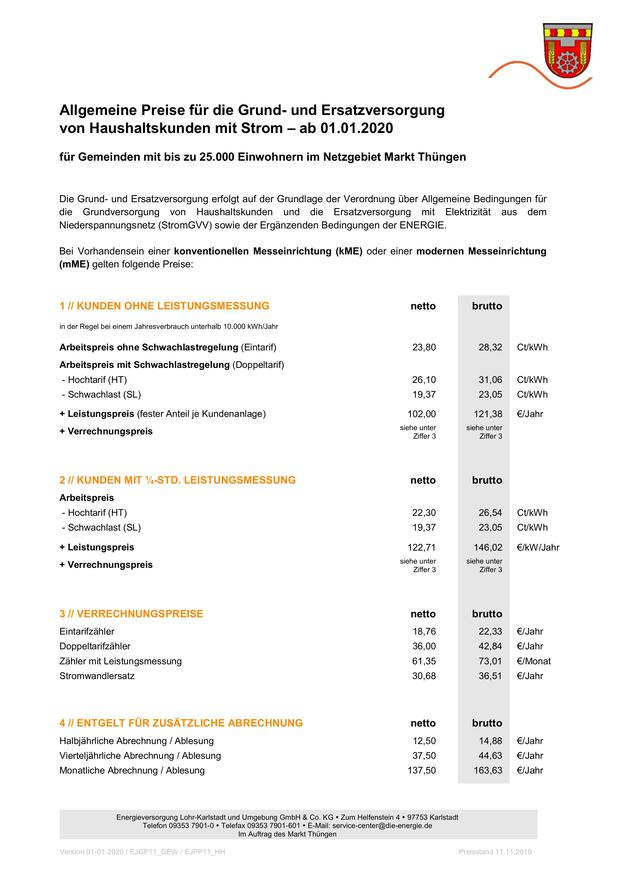 Allgemeine Preise für die Grund- und Ersatzversorgung
von Haushaltskunden mit Strom – ab 01.01.2020
für Gemeinden mit bis zu 25.000 Einwohnern im Netzgebiet Markt Thüngen
Die Grund- und Ersatzversorgung erfolgt auf der Grundlage der Verordnung über Allgemeine Bedingungen für
die Grundversorgung von Haushaltskunden und die Ersatzversorgung mit Elektrizität aus dem
Niederspannungsnetz (StromGVV) sowie der Ergänzenden Bedingungen der ENERGIE.
Bei Vorhandensein einer konventionellen Messeinrichtung (kME) oder einer modernen Messeinrichtung
(mME) gelten folgende Preise:
1 // KUNDEN OHNE LEISTUNGSMESSUNG netto brutto
in der Regel bei einem Jahresverbrauch unterhalb 10.000 kWh/Jahr
Arbeitspreis ohne Schwachlastregelung (Eintarif) 23,80 28,32 Ct/kWh
Arbeitspreis mit Schwachlastregelung (Doppeltarif)
- Hochtarif (HT) 26,10 31,06 Ct/kWh
- Schwachlast (SL) 19,37 23,05 Ct/kWh
+ Leistungspreis (fester Anteil je Kundenanlage) 102,00 121,38 €/Jahr
+ Verrechnungspreis siehe unter Ziffer 3 siehe unter Ziffer 3
2 // KUNDEN MIT ¼-STD. LEISTUNGSMESSUNG netto brutto
Arbeitspreis
- Hochtarif (HT) 22,30 26,54 Ct/kWh
- Schwachlast (SL) 19,37 23,05 Ct/kWh
+ Leistungspreis 122,71 146,02 €/kW/Jahr
+ Verrechnungspreis siehe unter Ziffer 3 siehe unter Ziffer 3
3 // VERRECHNUNGSPREISE netto brutto
Eintarifzähler 18,76 22,33 €/Jahr
Doppeltarifzähler 36,00 42,84 €/Jahr
Zähler mit Leistungsmessung 61,35 73,01 €/Monat
Stromwandlersatz 30,68 36,51 €/Jahr
4 // ENTGELT FÜR ZUSÄTZLICHE ABRECHNUNG netto brutto
Halbjährliche Abrechnung / Ablesung 12,50 14,88 €/Jahr
Vierteljährliche Abrechnung / Ablesung 37,50 44,63 €/Jahr
Monatliche Abrechnung / Ablesung 137,50 163,63 €/Jahr
Energieversorgung Lohr-Karlstadt und Umgebung GmbH & Co. KG • Zum Helfenstein 4 • 97753 Karlstadt
Telefon 09353 7901-0 • Telefax 09353 7901-601 • E-Mail: service-center@die-energie.de
Im Auftrag des Markt Thüngen
Version 01-01-2020 / EJGP11_GEW / EJPP11_HH Preisstand 11.11.2019